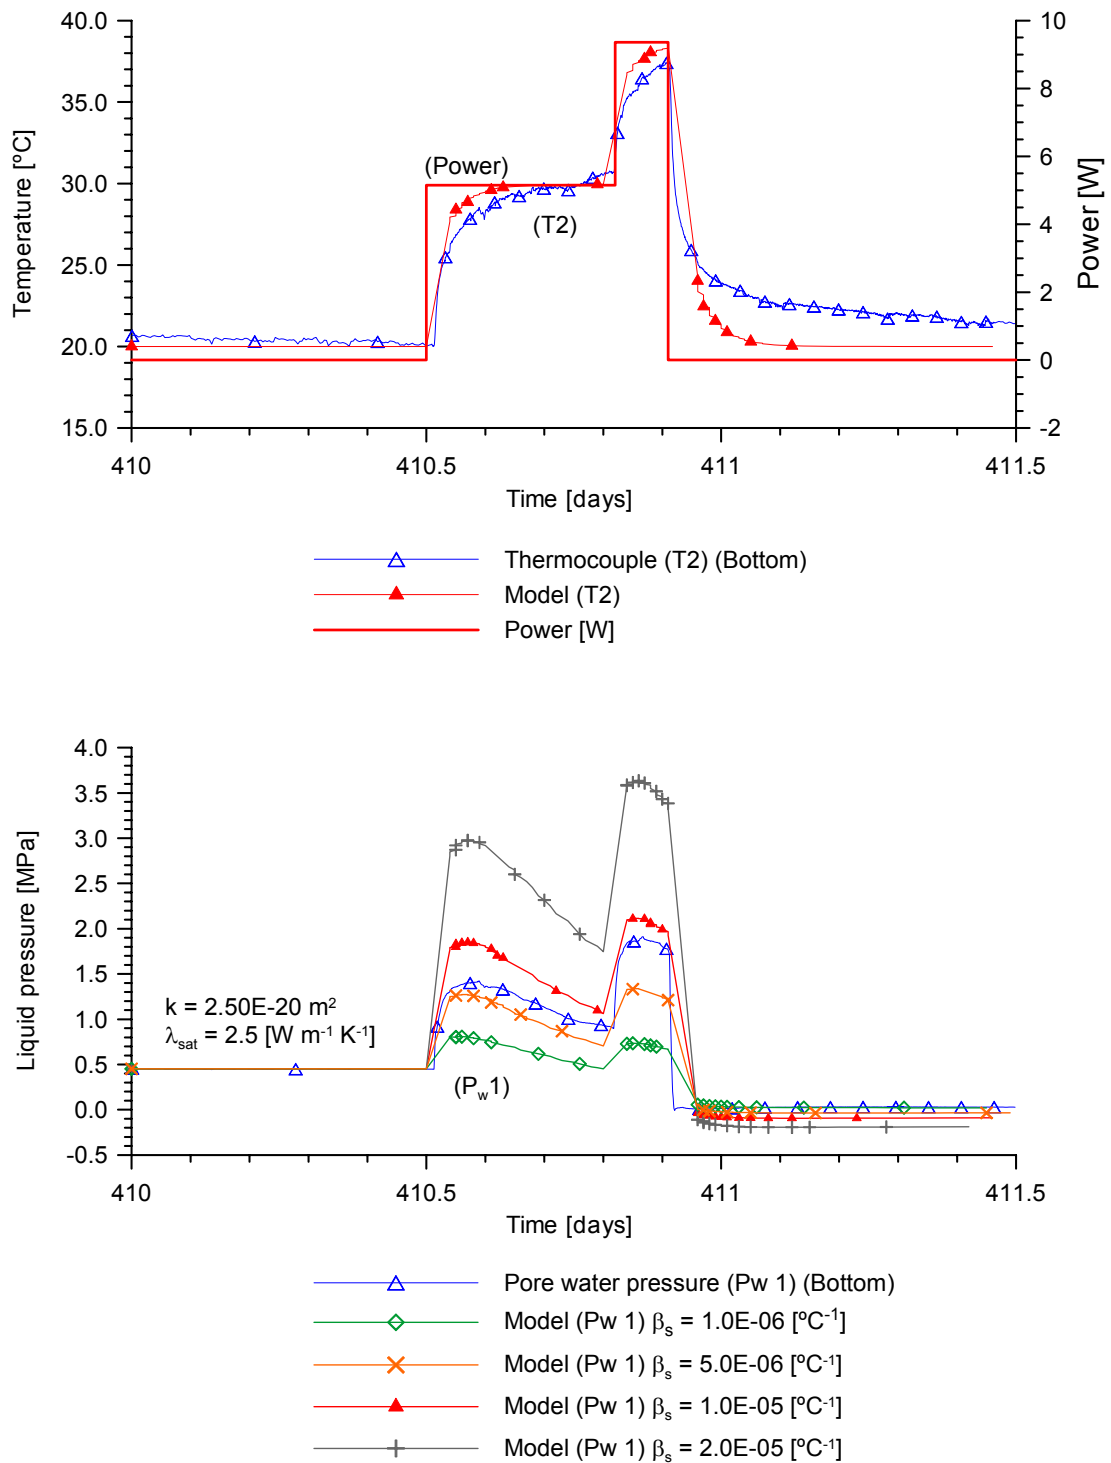 40.0
35.0
30.0
25.0
20.0
15.0
Temperature [ºC]
10
8
6
4
2
0
-2
Power [W]
(Power)
(T2)
410
410.5
411
411.5
Time [days]
Thermocouple (T2) (Bottom)
Model (T2)
Power [W]
4.0
3.5
3.0
2.5
2.0
1.5
1.0
0.5
0.0
-0.5
Liquid pressure [MPa]
k = 2.50E-20 m²
λsat = 2.5 [W m⁻¹ K⁻¹]
(Pw1)
410
410.5
411
411.5
Time [days]
Pore water pressure (Pw 1) (Bottom)
Model (Pw 1) βs = 1.0E-06 [ºC⁻¹]
Model (Pw 1) βs = 5.0E-06 [ºC⁻¹]
Model (Pw 1) βs = 1.0E-05 [ºC⁻¹]
Model (Pw 1) βs = 2.0E-05 [ºC⁻¹]